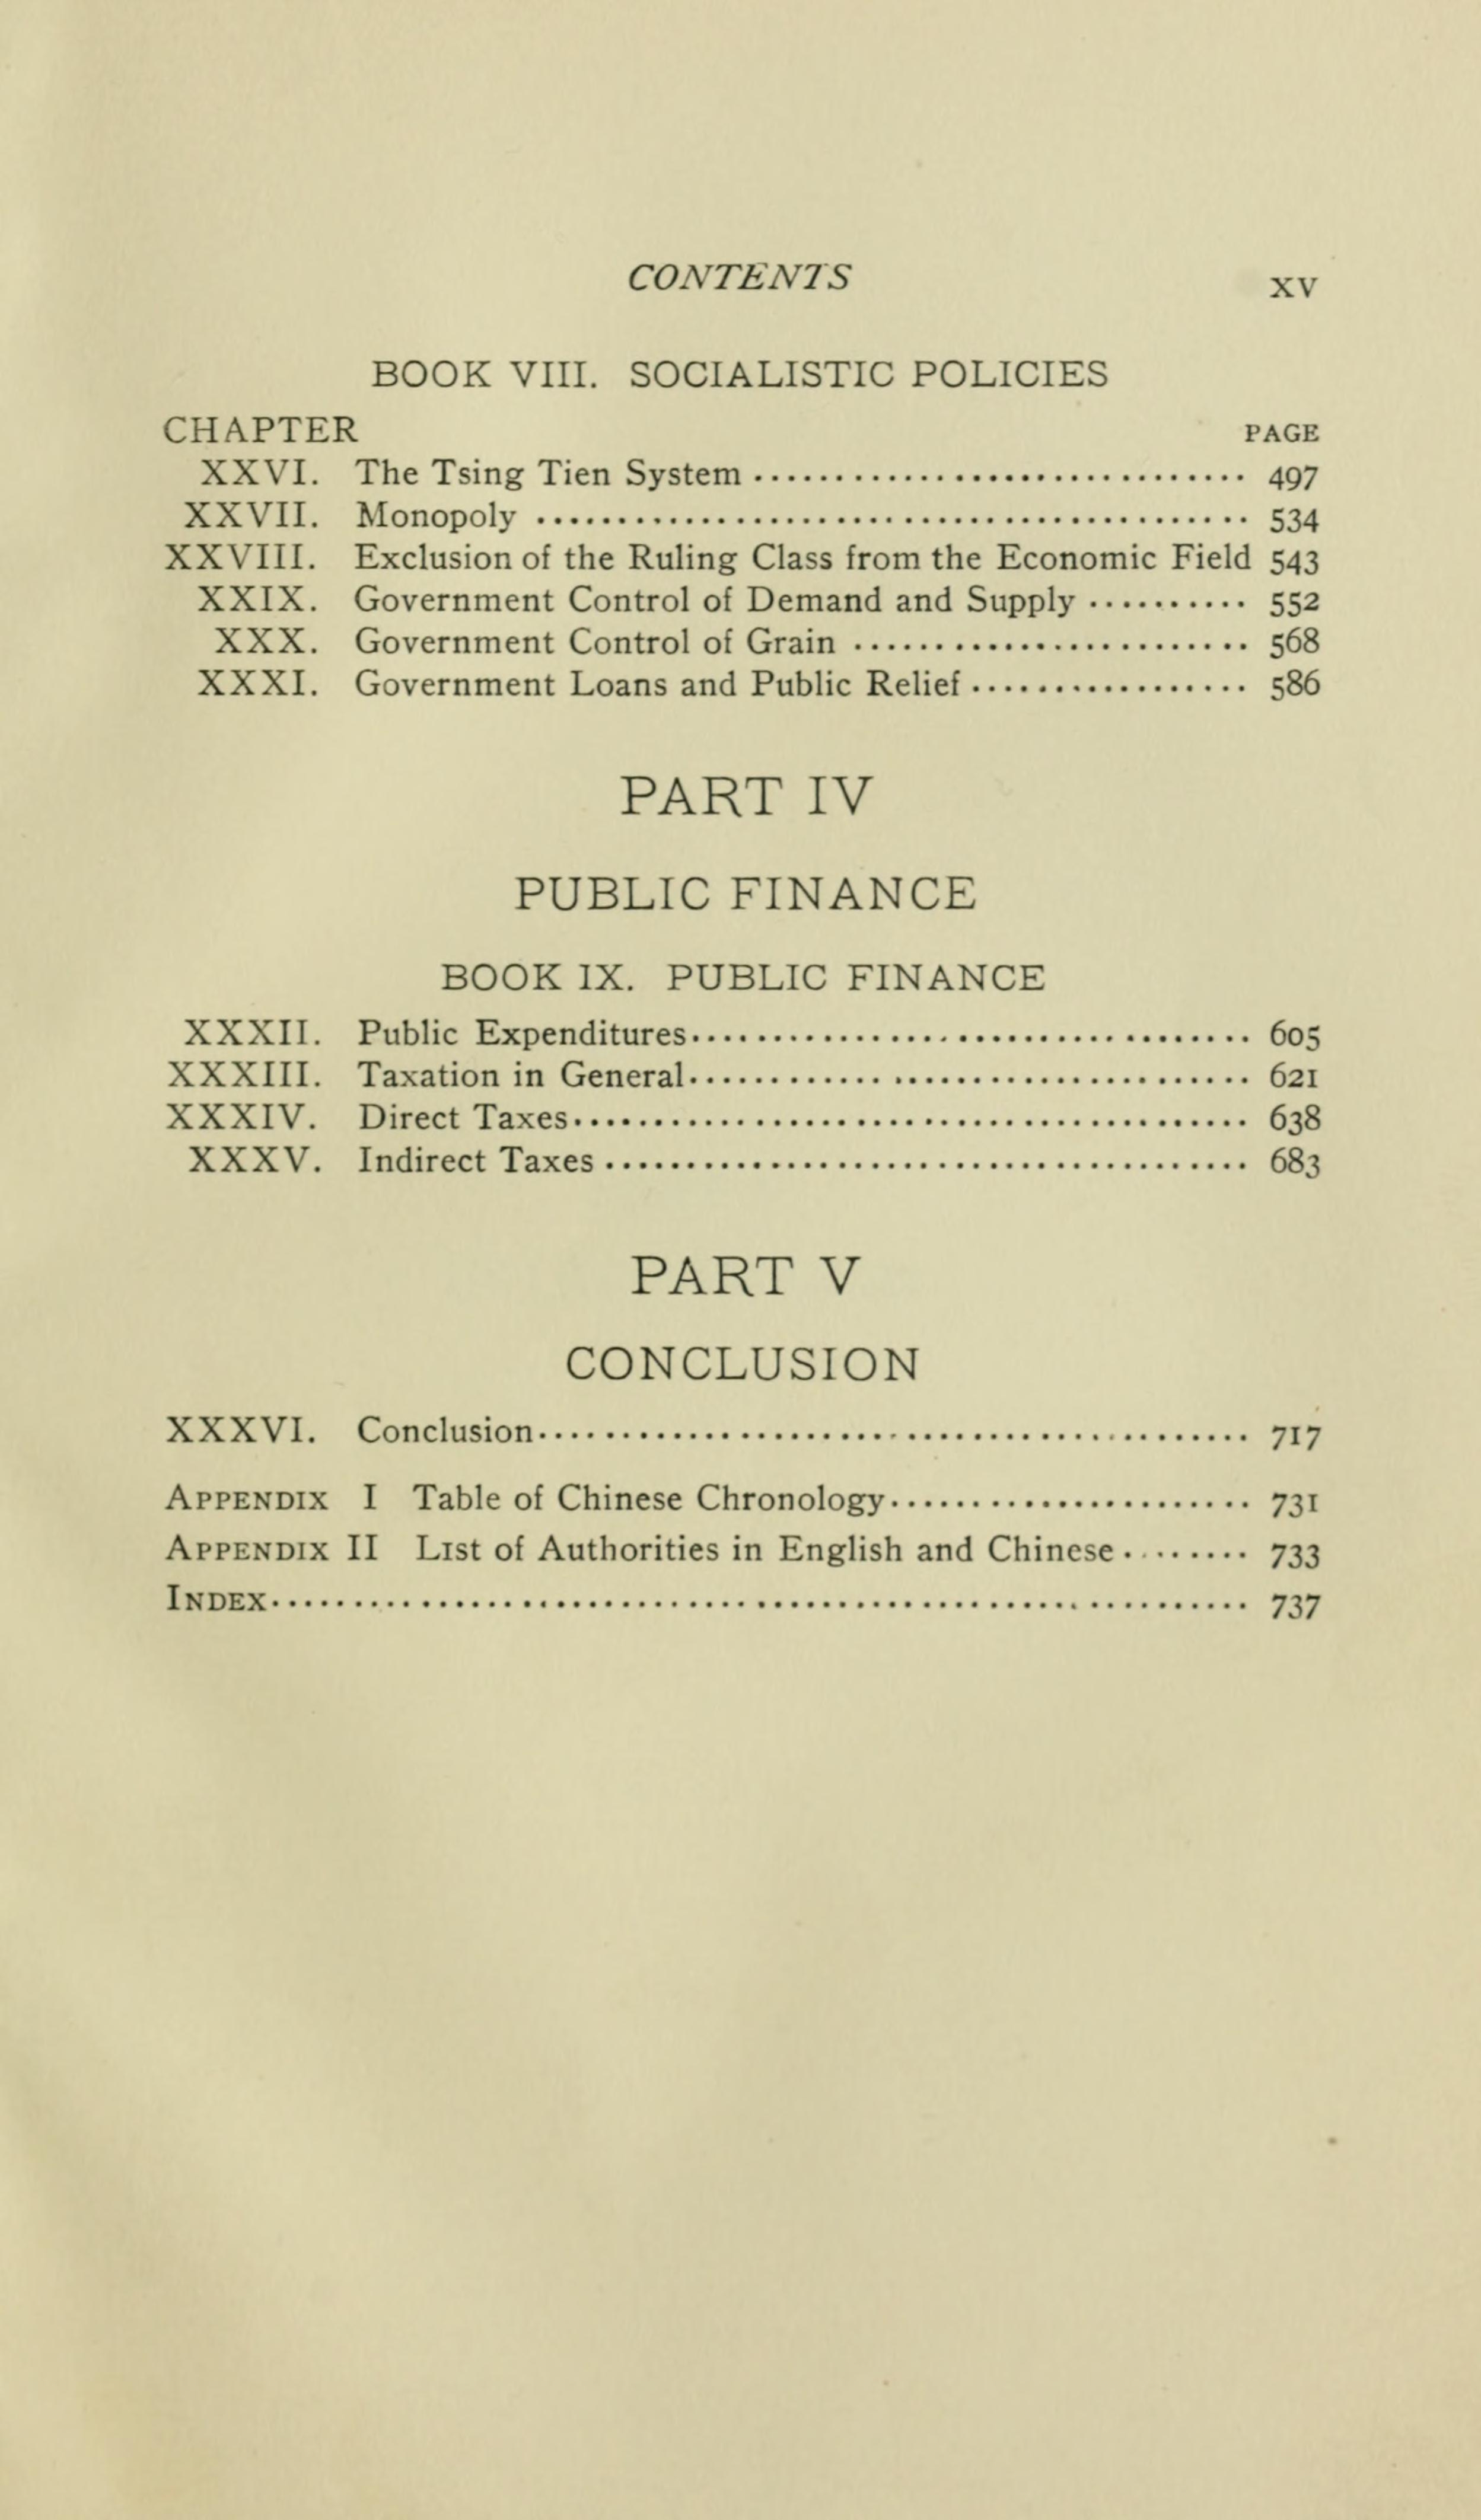 CONTENTS xv
BOOK VIII. SOCIALISTIC POLICIES
CHAPTER PAGE
XXVI. The Tsing Tien System .............................. 497
XXVII. Monopoly ........................................... 534
XXVIII. Exclusion of the Ruling Class from the Economic Field 543
XXIX. Government Control of Demand and Supply .......... 552
XXX. Government Control of Grain ........................ 568
XXXI. Government Loans and Public Relief ................. 586
PART IV
PUBLIC FINANCE
BOOK IX. PUBLIC FINANCE
XXXII. Public Expenditures.................................. 605
XXXIII. Taxation in General.................................. 621
XXXIV. Direct Taxes......................................... 638
XXXV. Indirect Taxes ....................................... 683
PART V
CONCLUSION
XXXVI. Conclusion........................................... 717
APPENDIX I Table of Chinese Chronology...................... 731
APPENDIX II List of Authorities in English and Chinese ........ 733
INDEX........................................................... 737